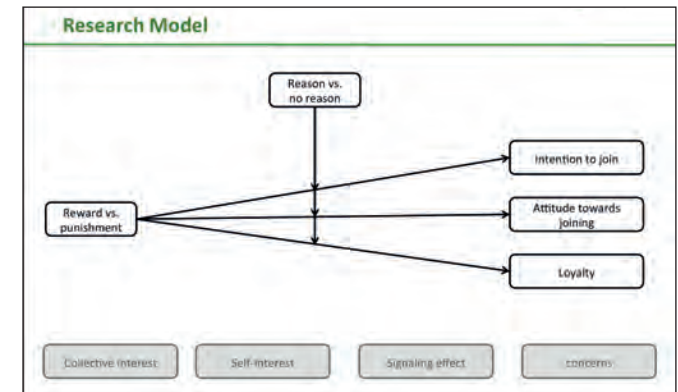 Research Model
Reason vs.
no reason
Intention to join
Reward vs.
punishment
Attitude towards
joining
Loyalty
Collective interest
Self-interest
Signaling effect
concerns